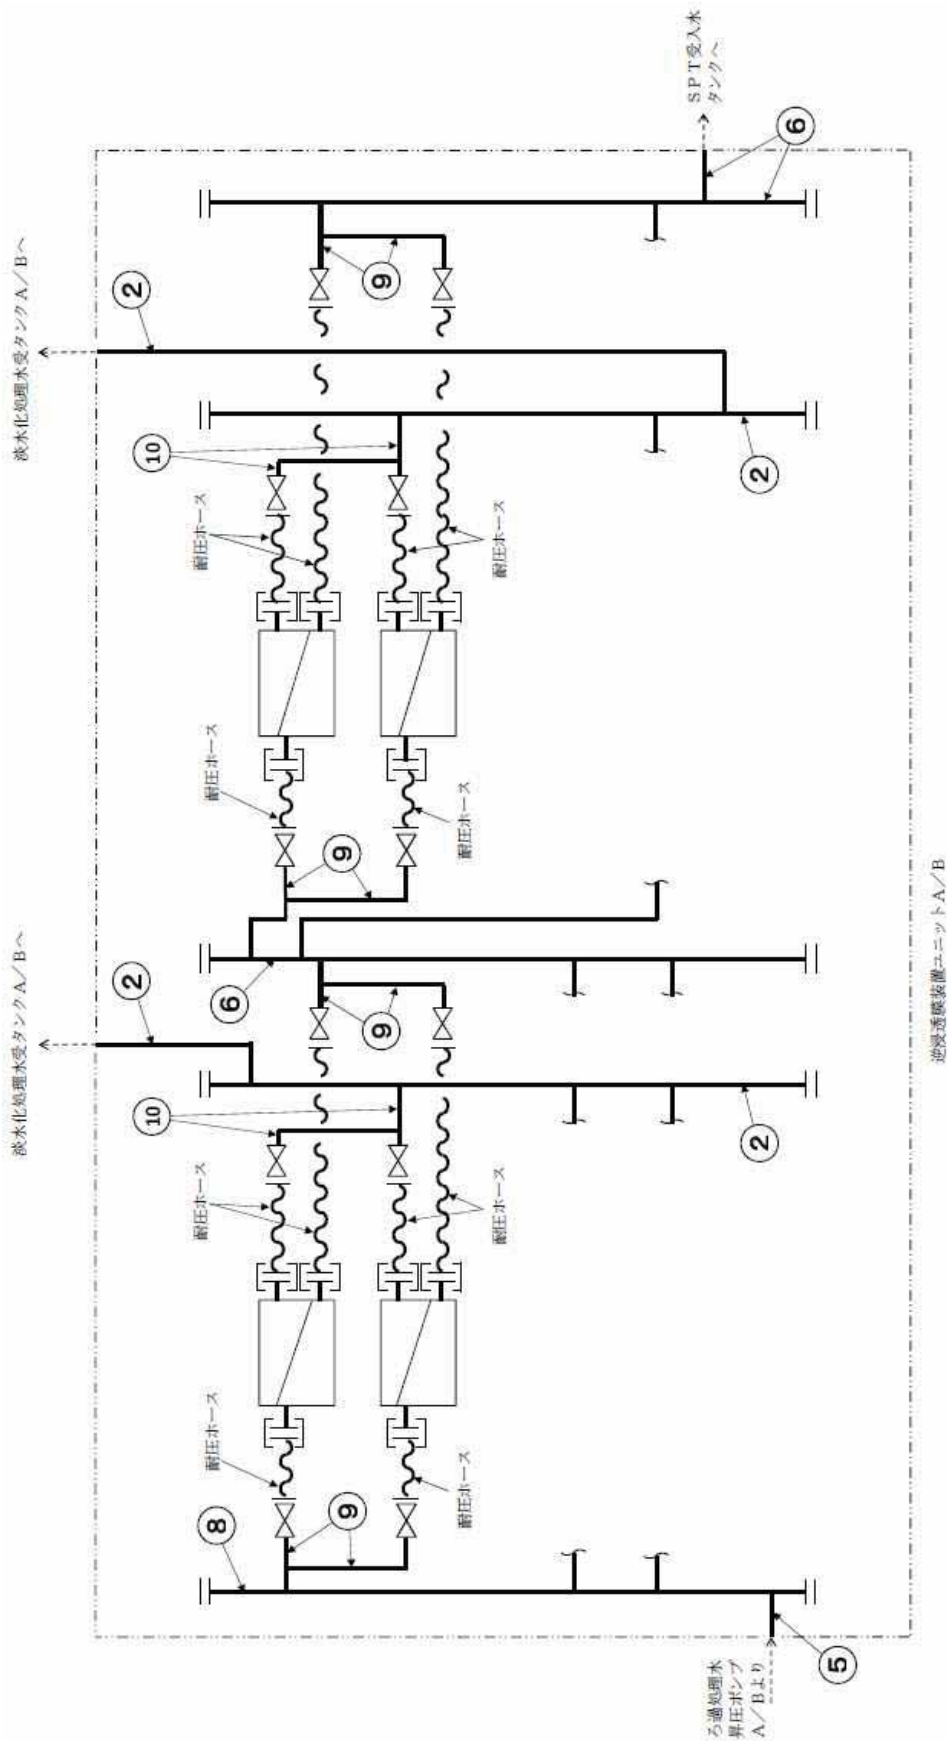 淡水化処理水受タンクA／Bへ
淡水化処理水受タンクA／Bへ
②
②
⑩
⑩
耐圧ホース
耐圧ホース
⑧
耐圧ホース
耐圧ホース
⑥
⑨
⑨
⑨
⑨
耐圧ホース
耐圧ホース
耐圧ホース
耐圧ホース
SPT受入水
タンクへ
ろ過処理水
昇圧ポンプ
A／Bより
②
②
⑥
⑤
逆浸透膜装置ユニットA／B